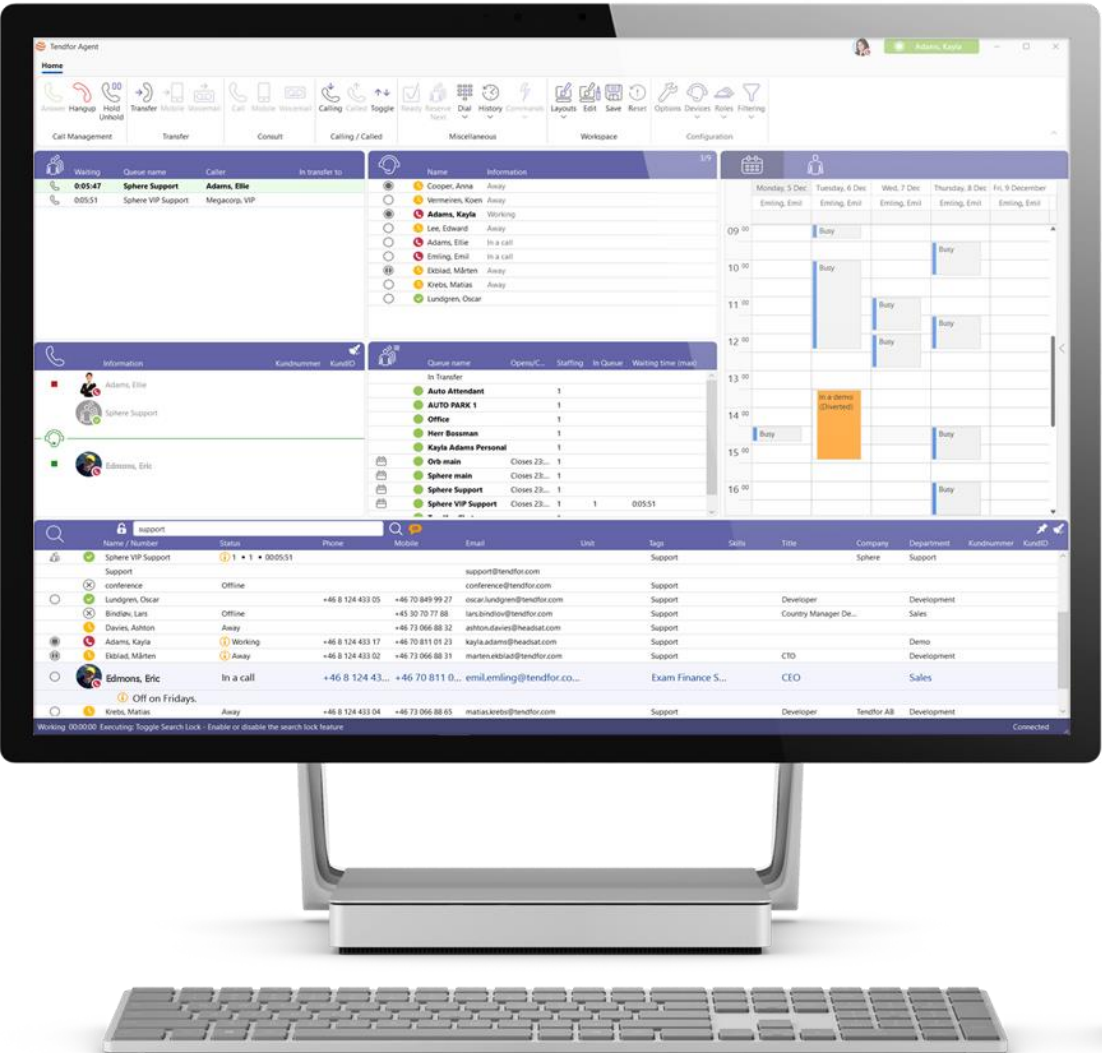 Tendfor Agent
Adams, Kayla
Home
Answer Hangup Hold Unhold Transfer Mobile Voicemail Call Mobile Voicemail Calling Called Toggle Ready Reserve Next Dial History Commands Layouts Edit Save Reset Options Devices Roles Filtering
Call Management Transfer Consult Calling / Called Miscellaneous Workspace Configuration
Waiting Queue name Caller In transfer to
0:05:47 Sphere Support Adams, Ellie
0:05:51 Sphere VIP Support Megacorp, VIP
3/9
Name Information
Cooper, Anna Away
Vermeiren, Koen Away
Adams, Kayla Working
Lee, Edward Away
Adams, Ellie In a call
Emling, Emil In a call
Ekblad, Mårten Away
Krebs, Matias Away
Lundgren, Oscar
Monday, 5 Dec Tuesday, 6 Dec Wed, 7 Dec Thursday, 8 Dec Fri, 9 December
Emling, Emil Emling, Emil Emling, Emil Emling, Emil Emling, Emil
09 00 Busy
Busy
10 00 Busy
11 00 Busy
Busy
12 00 Busy
13 00
In a demo
(Diverted)
14 00
Busy Busy
15 00
16 00 Busy
Information Kundnummer KundID
Adams, Ellie
Sphere Support
Edmons, Eric
Queue name Opens/C... Staffing In Queue Waiting time (max)
In Transfer
Auto Attendant 1
AUTO PARK 1 1
Office 1
Herr Bossman 1
Kayla Adams Personal 1
Orb main Closes 23:... 1
Sphere main Closes 23:... 1
Sphere Support Closes 23:... 1
Sphere VIP Support Closes 23:... 1 1 0:05:51
support
Name / Number Status Phone Mobile Email Unit Tags Skills Title Company Department Kundnummer KundID
Sphere VIP Support 1 • 1 • 00:05:51 Support Sphere Support
Support support@tendfor.com
conference Offline conference@tendfor.com Support
Lundgren, Oscar +46 8 124 433 05 +46 70 849 99 27 oscar.lundgren@tendfor.com Support Developer Development
Bindløv, Lars Offline +45 30 70 77 88 lars.bindlov@tendfor.com Support Country Manager De... Sales
Davies, Ashton Away +46 73 066 88 32 ashton.davies@headsat.com Support
Adams, Kayla Working +46 8 124 433 17 +46 70 811 01 23 kayla.adams@headsat.com Support Demo
Ekblad, Mårten Away +46 8 124 433 02 +46 73 066 88 31 marten.ekblad@tendfor.com Support CTO Development
Edmons, Eric In a call +46 8 124 43... +46 70 811 0... emil.emling@tendfor.co... Exam Finance S... CEO Sales
Off on Fridays.
Krebs, Matias Away +46 8 124 433 04 +46 73 066 88 65 matias.krebs@tendfor.com Support Developer Tendfor AB Development
Working 00:00:00 Executing: Toggle Search Lock - Enable or disable the search lock feature Connected